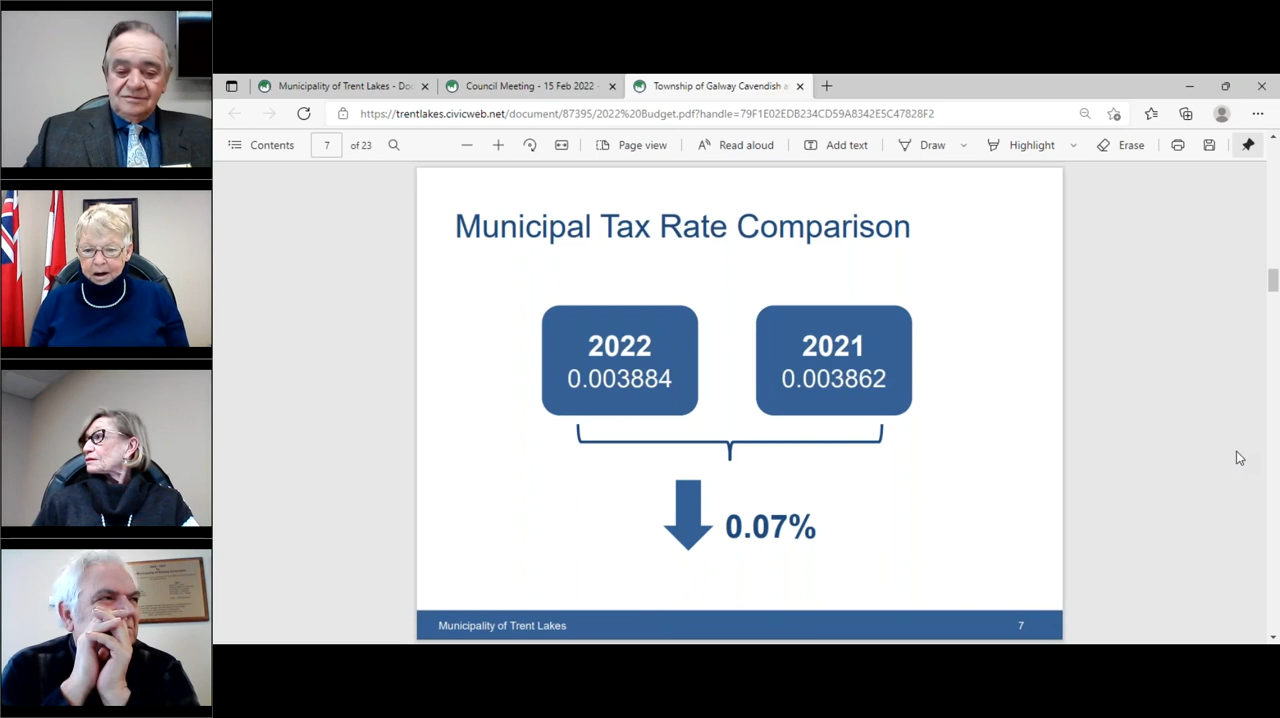 Municipality of Trent Lakes - Doc
Council Meeting - 15 Feb 2022 -
Township of Galway Cavendish a
https://trentlakes.civicweb.net/document/87395/2022%20Budget.pdf?handle=79F1E02EDB234CD59A8342E5C47828F2
Contents 7 of 23 Page view Read aloud Add text Draw Highlight Erase
Municipal Tax Rate Comparison
2022 2021
0.003884 0.003862
0.07%
Municipality of Trent Lakes 7